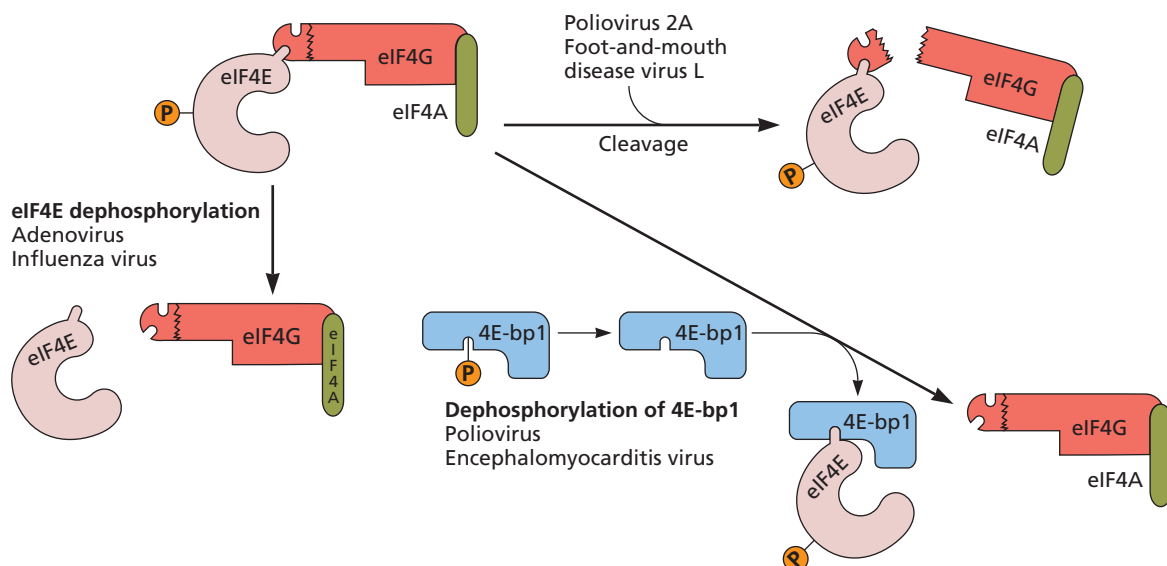 eIF4E
eIF4G
eIF4A
P
Poliovirus 2A
Foot-and-mouth
disease virus L
Cleavage
eIF4E
eIF4G
eIF4A
P
eIF4E dephosphorylation
Adenovirus
Influenza virus
eIF4E
eIF4G
eIF4A
4E-bp1
P
4E-bp1
Dephosphorylation of 4E-bp1
Poliovirus
Encephalomyocarditis virus
4E-bp1
eIF4E
P
eIF4G
eIF4A